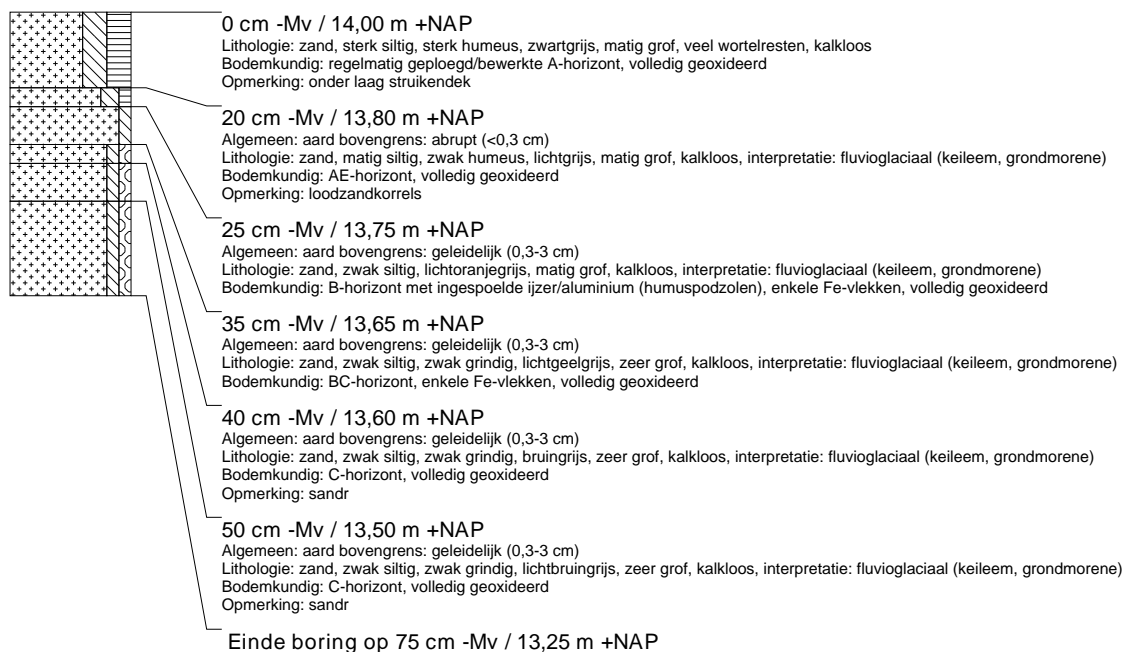 0 cm -Mv / 14,00 m +NAP
Lithologie: zand, sterk siltig, sterk humeus, zwartgrijs, matig grof, veel wortelresten, kalkloos
Bodemkundig: regelmatig geploegd/bewerkte A-horizont, volledig geoxideerd
Opmerking: onder laag struikendek
20 cm -Mv / 13,80 m +NAP
Algemeen: aard bovengrens: abrupt (<0,3 cm)
Lithologie: zand, matig siltig, zwak humeus, lichtgrijs, matig grof, kalkloos, interpretatie: fluvioglaciaal (keileem, grondmorene)
Bodemkundig: AE-horizont, volledig geoxideerd
Opmerking: loodzandkorrels
25 cm -Mv / 13,75 m +NAP
Algemeen: aard bovengrens: geleidelijk (0,3-3 cm)
Lithologie: zand, zwak siltig, lichtoranjegrijs, matig grof, kalkloos, interpretatie: fluvioglaciaal (keileem, grondmorene)
Bodemkundig: B-horizont met ingespoelde ijzer/aluminium (humuspodzolen), enkele Fe-vlekken, volledig geoxideerd
35 cm -Mv / 13,65 m +NAP
Algemeen: aard bovengrens: geleidelijk (0,3-3 cm)
Lithologie: zand, zwak siltig, zwak grindig, lichtgeelgrijs, zeer grof, kalkloos, interpretatie: fluvioglaciaal (keileem, grondmorene)
Bodemkundig: BC-horizont, enkele Fe-vlekken, volledig geoxideerd
40 cm -Mv / 13,60 m +NAP
Algemeen: aard bovengrens: geleidelijk (0,3-3 cm)
Lithologie: zand, zwak siltig, zwak grindig, bruingrijs, zeer grof, kalkloos, interpretatie: fluvioglaciaal (keileem, grondmorene)
Bodemkundig: C-horizont, volledig geoxideerd
Opmerking: sandr
50 cm -Mv / 13,50 m +NAP
Algemeen: aard bovengrens: geleidelijk (0,3-3 cm)
Lithologie: zand, zwak siltig, zwak grindig, lichtbruingrijs, zeer grof, kalkloos, interpretatie: fluvioglaciaal (keileem, grondmorene)
Bodemkundig: C-horizont, volledig geoxideerd
Opmerking: sandr
Einde boring op 75 cm -Mv / 13,25 m +NAP